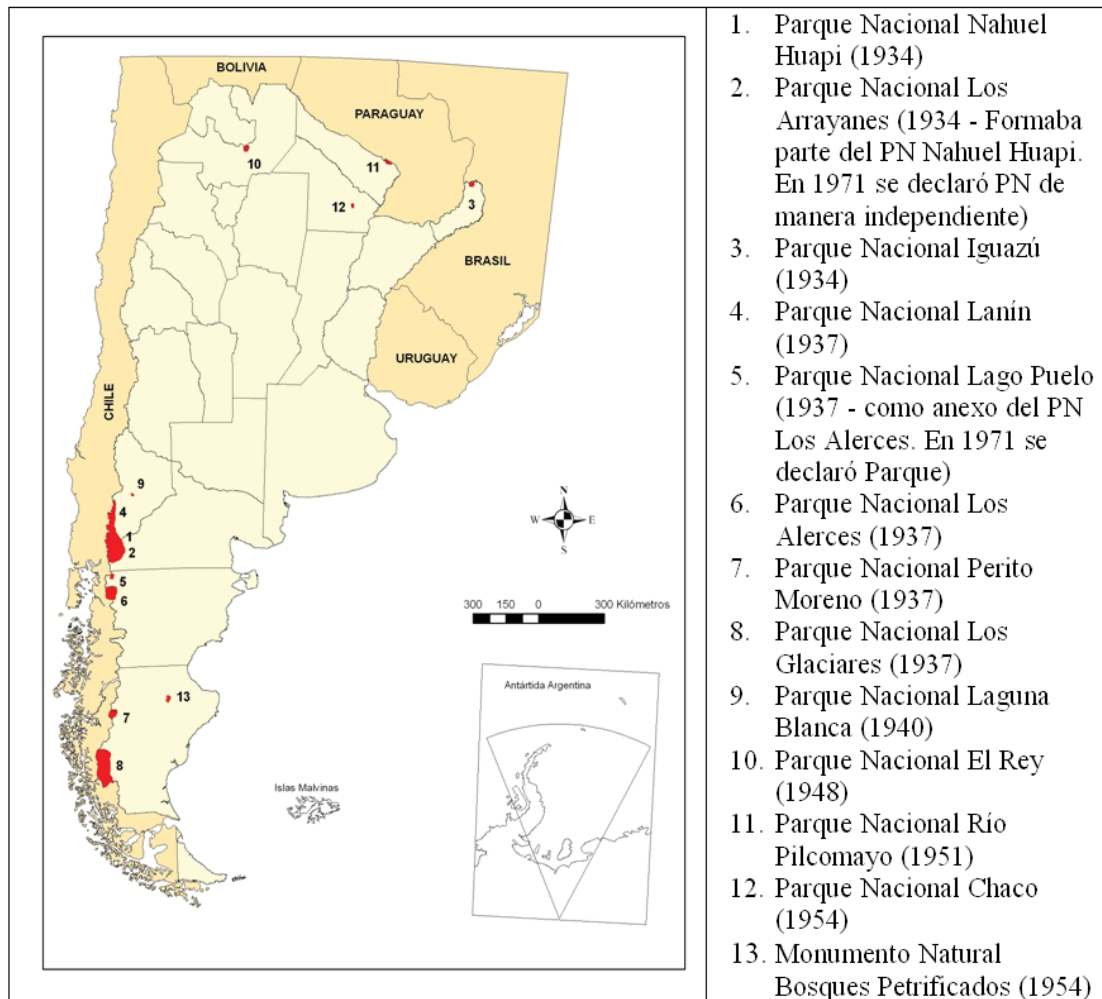 BOLIVIA
PARAGUAY
10
11
12
3
BRASIL
URUGUAY
CHILE
9
4
1
2
5
6
N
W E
S
300 150 0 300 Kilómetros
13
7
8
Islas Malvinas
Antártida Argentina
1. Parque Nacional Nahuel
Huapi (1934)
2. Parque Nacional Los
Arrayanes (1934 - Formaba
parte del PN Nahuel Huapi.
En 1971 se declaró PN de
manera independiente)
3. Parque Nacional Iguazú
(1934)
4. Parque Nacional Lanín
(1937)
5. Parque Nacional Lago Puelo
(1937 - como anexo del PN
Los Alerces. En 1971 se
declaró Parque)
6. Parque Nacional Los
Alerces (1937)
7. Parque Nacional Perito
Moreno (1937)
8. Parque Nacional Los
Glaciares (1937)
9. Parque Nacional Laguna
Blanca (1940)
10. Parque Nacional El Rey
(1948)
11. Parque Nacional Río
Pilcomayo (1951)
12. Parque Nacional Chaco
(1954)
13. Monumento Natural
Bosques Petrificados (1954)